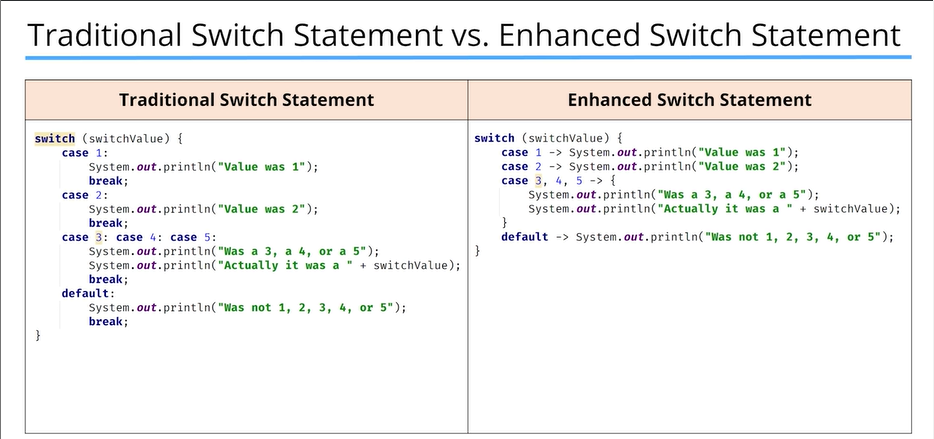 Traditional Switch Statement vs. Enhanced Switch Statement
Traditional Switch Statement
switch (switchValue) {
    case 1:
        System.out.println("Value was 1");
        break;
    case 2:
        System.out.println("Value was 2");
        break;
    case 3: case 4: case 5:
        System.out.println("Was a 3, a 4, or a 5");
        System.out.println("Actually it was a " + switchValue);
        break;
    default:
        System.out.println("Was not 1, 2, 3, 4, or 5");
        break;
}
Enhanced Switch Statement
switch (switchValue) {
    case 1 -> System.out.println("Value was 1");
    case 2 -> System.out.println("Value was 2");
    case 3, 4, 5 -> {
        System.out.println("Was a 3, a 4, or a 5");
        System.out.println("Actually it was a " + switchValue);
    }
    default -> System.out.println("Was not 1, 2, 3, 4, or 5");
}